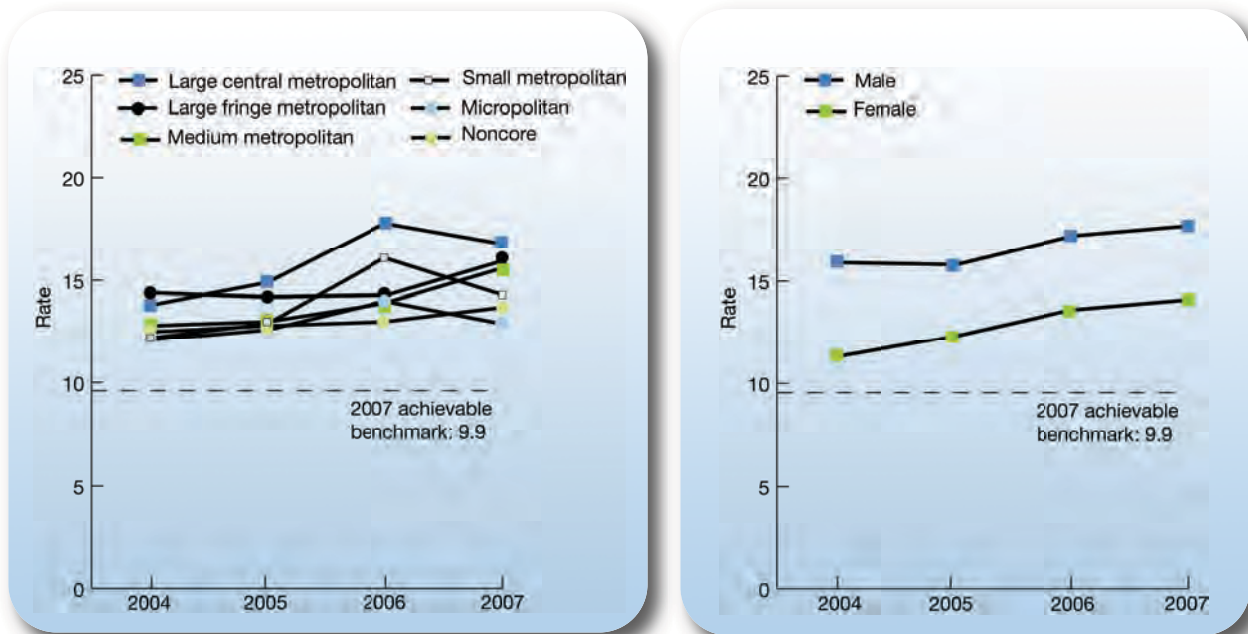 25
Large central metropolitan
Small metropolitan
Large fringe metropolitan
Micropolitan
Medium metropolitan
Noncore
20
15
Rate
10
2007 achievable
benchmark: 9.9
5
0
2004 2005 2006 2007
25
Male
Female
20
15
Rate
10
2007 achievable
benchmark: 9.9
5
0
2004 2005 2006 2007